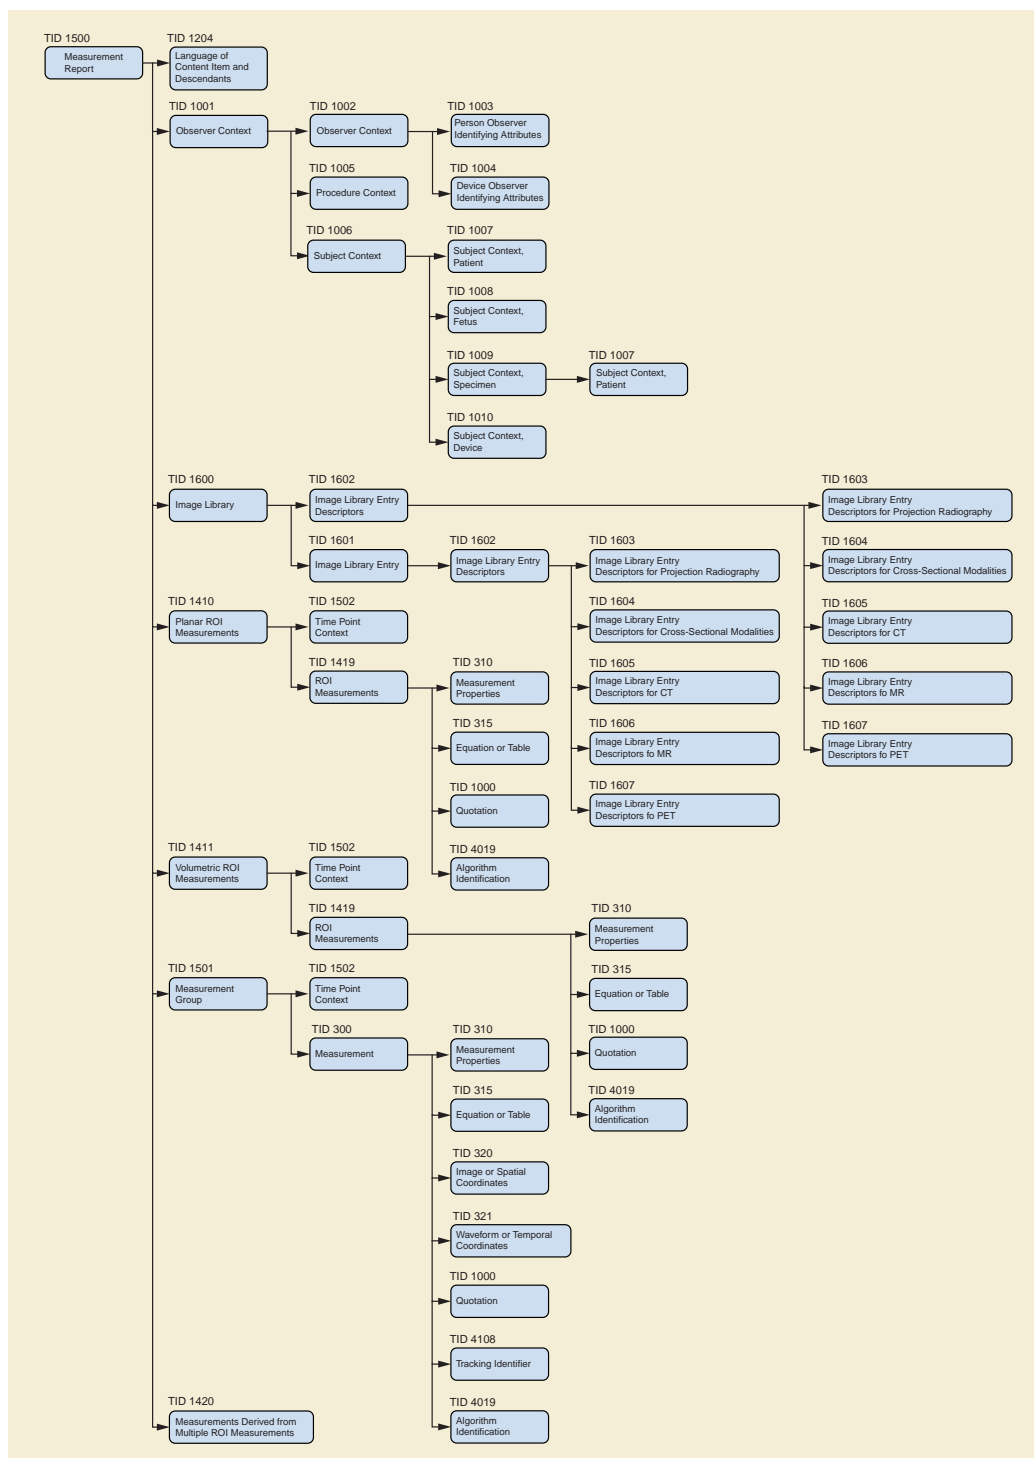 TID 1500
Measurement
Report
TID 1204
Language of
Content Item and
Descendants
TID 1001
Observer Context
TID 1002
Observer Context
TID 1003
Person Observer
Identifying Attributes
TID 1004
Device Observer
Identifying Attributes
TID 1005
Procedure Context
TID 1006
Subject Context
TID 1007
Subject Context,
Patient
TID 1008
Subject Context,
Fetus
TID 1009
Subject Context,
Specimen
TID 1007
Subject Context,
Patient
TID 1010
Subject Context,
Device
TID 1600
Image Library
TID 1602
Image Library Entry
Descriptors
TID 1603
Image Library Entry
Descriptors for Projection Radiography
TID 1604
Image Library Entry
Descriptors for Cross-Sectional Modalities
TID 1605
Image Library Entry
Descriptors for CT
TID 1606
Image Library Entry
Descriptors fo MR
TID 1607
Image Library Entry
Descriptors fo PET
TID 1601
Image Library Entry
TID 1602
Image Library Entry
Descriptors
TID 1603
Image Library Entry
Descriptors for Projection Radiography
TID 1604
Image Library Entry
Descriptors for Cross-Sectional Modalities
TID 1605
Image Library Entry
Descriptors for CT
TID 1606
Image Library Entry
Descriptors fo MR
TID 1607
Image Library Entry
Descriptors fo PET
TID 1410
Planar ROI
Measurements
TID 1502
Time Point
Context
TID 1419
ROI
Measurements
TID 310
Measurement
Properties
TID 315
Equation or Table
TID 1000
Quotation
TID 4019
Algorithm
Identification
TID 1411
Volumetric ROI
Measurements
TID 1502
Time Point
Context
TID 1419
ROI
Measurements
TID 310
Measurement
Properties
TID 315
Equation or Table
TID 1000
Quotation
TID 4019
Algorithm
Identification
TID 1501
Measurement
Group
TID 1502
Time Point
Context
TID 300
Measurement
TID 310
Measurement
Properties
TID 315
Equation or Table
TID 320
Image or Spatial
Coordinates
TID 321
Waveform or Temporal
Coordinates
TID 1000
Quotation
TID 4108
Tracking Identifier
TID 4019
Algorithm
Identification
TID 1420
Measurements Derived from
Multiple ROI Measurements